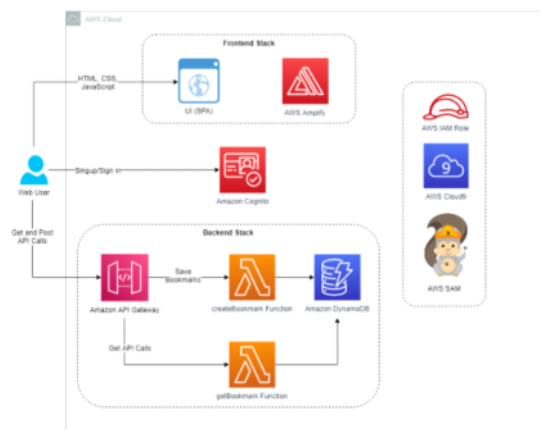 AWS Cloud
Frontend Stack
HTML, CSS,
JavaScript
UI (SPA)
AWS Amplify
AWS IAM Role
9
AWS Cloud9
Web User
Singup/Sign in
Amazon Cognito
Get and Post
API Calls
Backend Stack
</>
Save
Bookmarks
Amazon API Gateway
createBookmark Function
Amazon DynamoDB
AWS SAM
Get API Calls
getBookmark Function